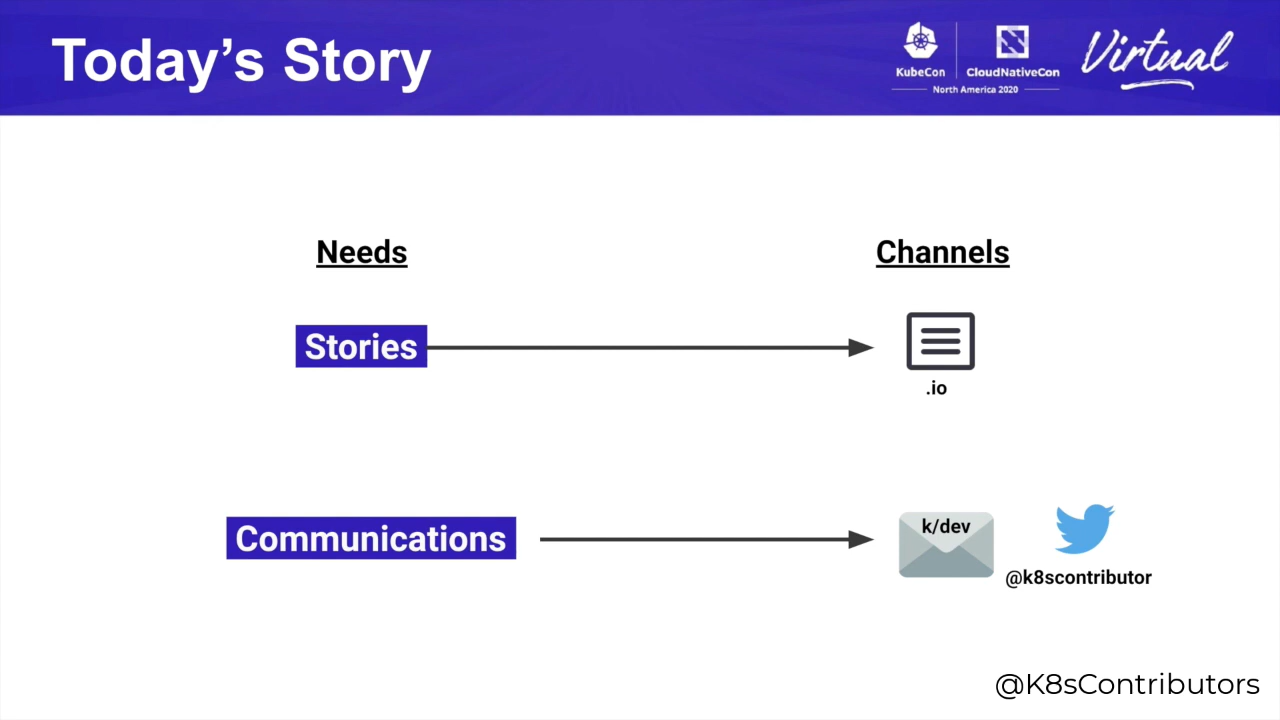 Today's Story
KubeCon
CloudNativeCon
North America 2020
Virtual
Needs
Channels
Stories
.io
Communications
k/dev
@k8scontributor
@K8sContributors